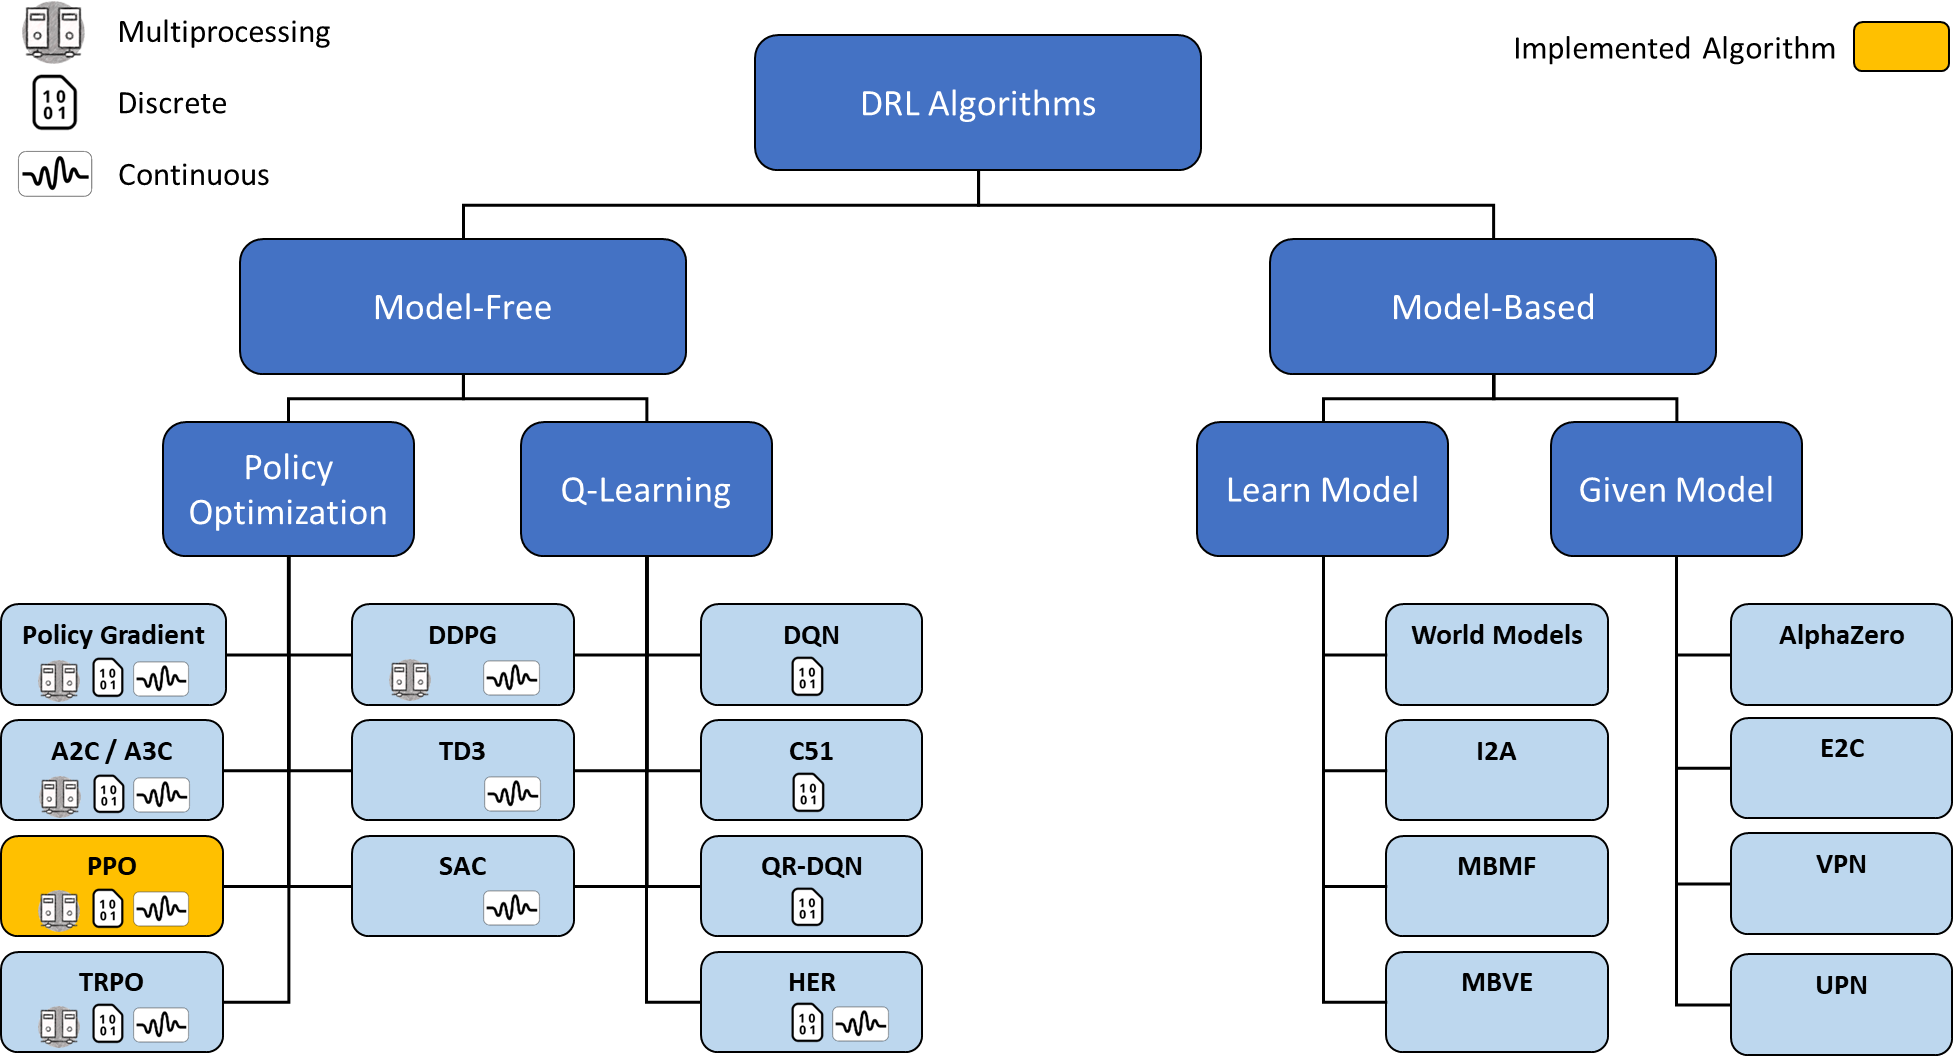 Multiprocessing
Discrete
Continuous
Implemented Algorithm
DRL Algorithms
Model-Free
Model-Based
Policy
Optimization
Q-Learning
Learn Model
Given Model
Policy Gradient
DDPG
DQN
World Models
AlphaZero
A2C / A3C
TD3
C51
I2A
E2C
PPO
SAC
QR-DQN
MBMF
VPN
TRPO
HER
MBVE
UPN